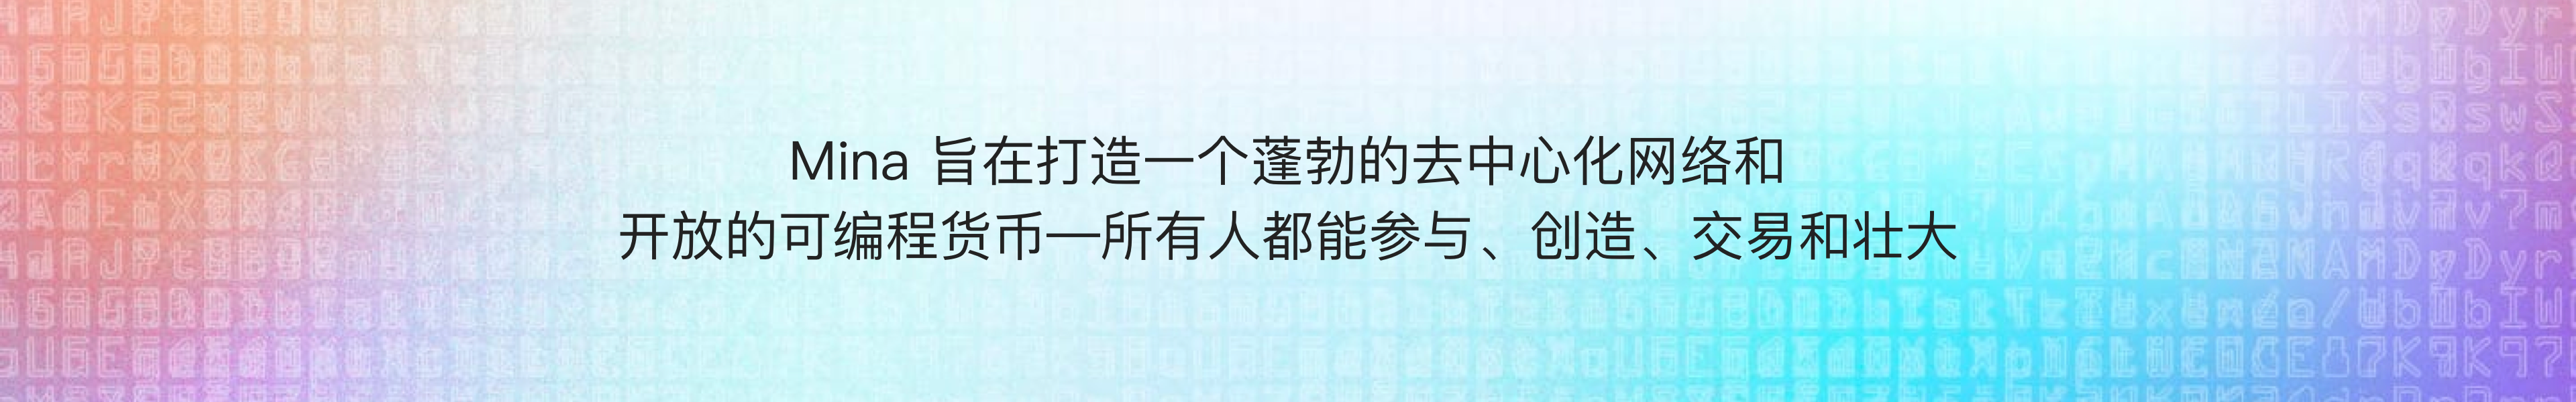 Mina 旨在打造一个蓬勃的去中心化网络和
开放的可编程货币—所有人都能参与、创造、交易和壮大